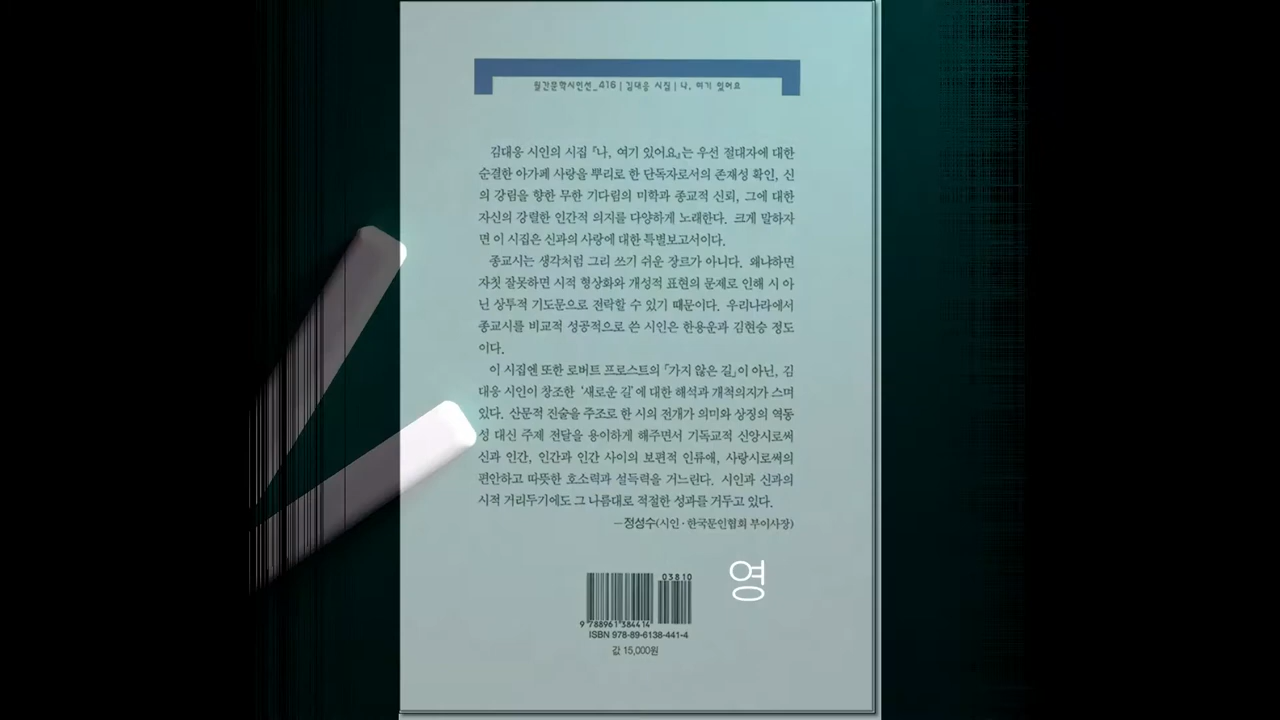 월간문학시인선_416 | 김대응 시집 | 나, 여기 있어요
김대응 시인의 시집 『나, 여기 있어요』는 우선 절대자에 대한
순결한 아가페 사랑을 뿌리로 한 단독자로서의 존재성 확인, 신
의 강림을 향한 무한 기다림의 미학과 종교적 신뢰, 그에 대한
자신의 강렬한 인간적 의지를 다양하게 노래한다. 크게 말하자
면 이 시집은 신과의 사랑에 대한 특별보고서이다.
종교시는 생각처럼 그리 쓰기 쉬운 장르가 아니다. 왜냐하면
자칫 잘못하면 시적 형상화와 개성적 표현의 문제로 인해 시 아
닌 상투적 기도문으로 전락할 수 있기 때문이다. 우리나라에서
종교시를 비교적 성공적으로 쓴 시인은 한용운과 김현승 정도
이다.
이 시집엔 또한 로버트 프로스트의 「가지 않은 길」이 아닌, 김
대응 시인이 창조한 ‘새로운 길’에 대한 해석과 개척의지가 스며
있다. 산문적 진술을 주조로 한 시의 전개가 의미와 상징의 역동
성 대신 주제 전달을 용이하게 해주면서 기독교적 신앙시로써
신과 인간, 인간과 인간 사이의 보편적 인류애, 사랑시로써의
편안하고 따뜻한 호소력과 설득력을 거느린다. 시인과 신과의
시적 거리두기에도 그 나름대로 적절한 성과를 거두고 있다.
─정성수(시인·한국문인협회 부이사장)
영
03810
9 788961 384414
ISBN 978-89-6138-441-4
값 15,000원